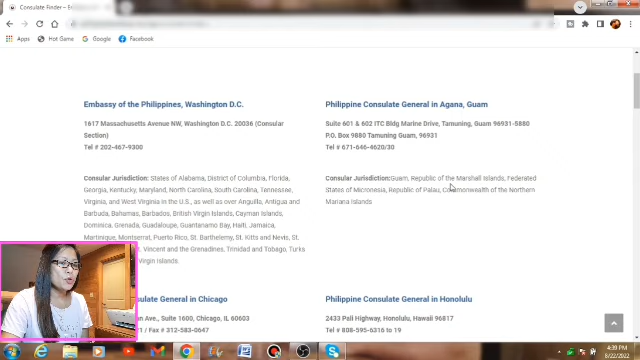 Consulate Finder – E
Apps
Hot Game
Google
Facebook
Embassy of the Philippines, Washington D.C.
1617 Massachusetts Avenue NW, Washington D.C. 20036 (Consular
Section)
Tel # 202-467-9300
Consular Jurisdiction: States of Alabama, District of Columbia, Florida,
Georgia, Kentucky, Maryland, North Carolina, South Carolina, Tennessee,
Virginia, and West Virginia in the U.S., as well as over Anguilla, Antigua and
Barbuda, Bahamas, Barbados, British Virgin Islands, Cayman Islands,
Dominica, Grenada, Guadaloupe, Guantanamo Bay, Haiti, Jamaica,
Martinique, Montserrat, Puerto Rico, St. Barthelemy, St. Kitts and Nevis, St.
Vincent and the Grenadines, Trinidad and Tobago, Turks
Virgin Islands
Philippine Consulate General in Agana, Guam
Suite 601 & 602 ITC Bldg Marine Drive, Tamuning, Guam 96931-5880
P.O. Box 9880 Tamuning Guam, 96931
Tel # 671-646-4620/30
Consular Jurisdiction:Guam, Republic of the Marshall Islands, Federated
States of Micronesia, Republic of Palau, Commonwealth of the Northern
Mariana Islands
sulate General in Chicago
Ave., Suite 1600, Chicago, IL 60603
/ Fax # 312-583-0647
Philippine Consulate General in Honolulu
2433 Pali Highway, Honolulu, Hawaii 96817
Tel # 808-595-6316 to 19
4:39 PM
8/22/2022